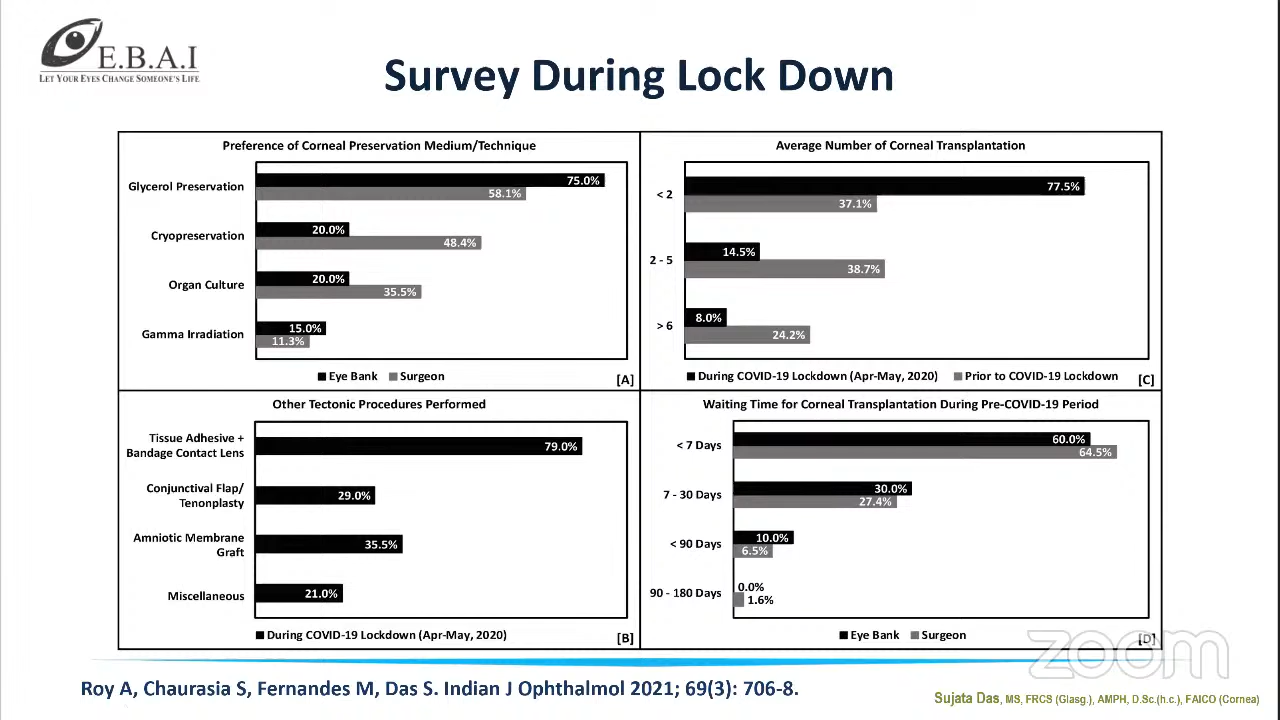 E.B.A.I
LET YOUR EYES CHANGE SOMEONE'S LIFE
Survey During Lock Down
Preference of Corneal Preservation Medium/Technique
Glycerol Preservation
75.0%
58.1%
Cryopreservation
20.0%
48.4%
Organ Culture
20.0%
35.5%
Gamma Irradiation
15.0%
11.3%
Eye Bank Surgeon
[A]
Average Number of Corneal Transplantation
< 2
77.5%
37.1%
2 - 5
14.5%
38.7%
> 6
8.0%
24.2%
During COVID-19 Lockdown (Apr-May, 2020) Prior to COVID-19 Lockdown
[C]
Other Tectonic Procedures Performed
Tissue Adhesive +
Bandage Contact Lens
79.0%
Conjunctival Flap/
Tenonplasty
29.0%
Amniotic Membrane
Graft
35.5%
Miscellaneous
21.0%
During COVID-19 Lockdown (Apr-May, 2020)
[B]
Waiting Time for Corneal Transplantation During Pre-COVID-19 Period
< 7 Days
60.0%
64.5%
7 - 30 Days
30.0%
27.4%
< 90 Days
10.0%
6.5%
90 - 180 Days
0.0%
1.6%
Eye Bank Surgeon
[D]
zoom
Roy A, Chaurasia S, Fernandes M, Das S. Indian J Ophthalmol 2021; 69(3): 706-8.
Sujata Das, MS, FRCS (Glasg.), AMPH, D.Sc.(h.c.), FAICO (Cornea)